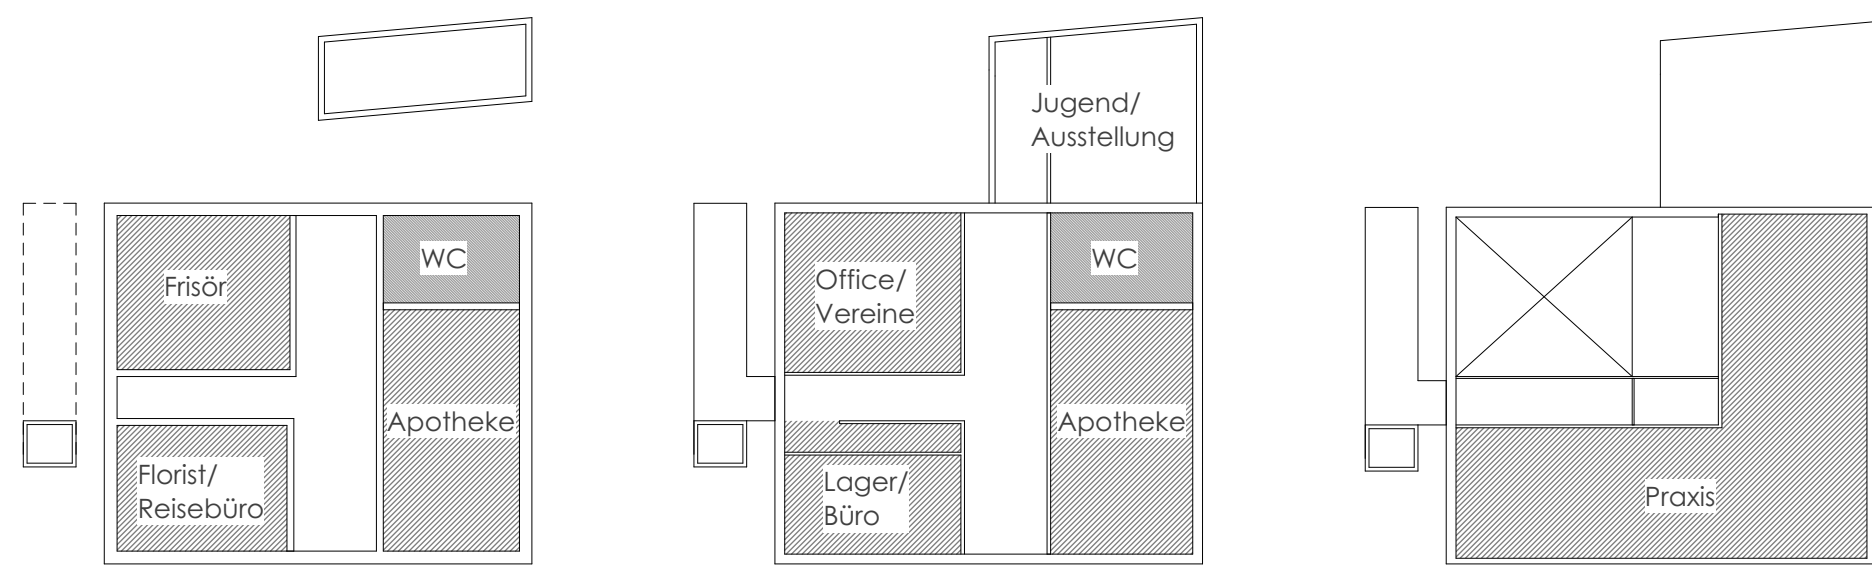 Frisör
WC
Apotheke
Florist/
Reisebüro
Jugend/
Ausstellung
Office/
Vereine
WC
Apotheke
Lager/
Büro
Praxis